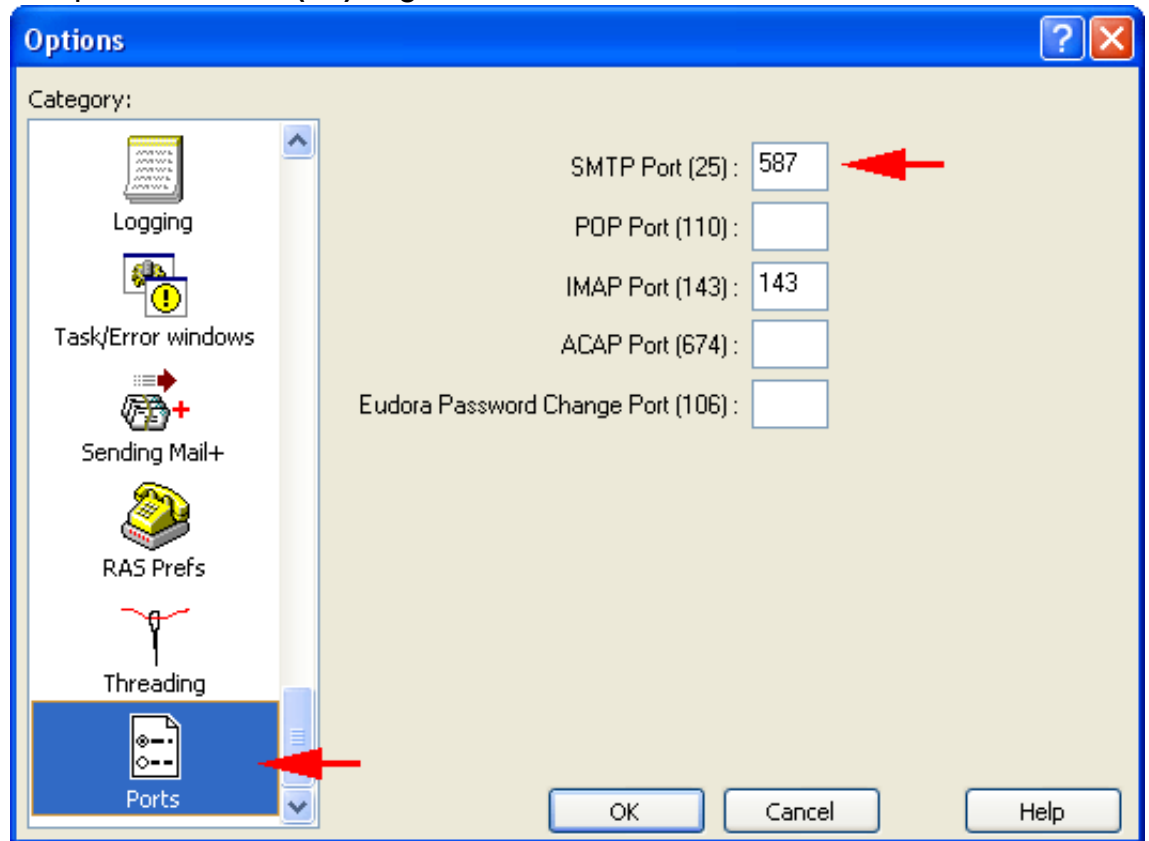 Options
Category:
Logging
Task/Error windows
Sending Mail+
RAS Prefs
Threading
Ports
SMTP Port (25) : 587
POP Port (110) :
IMAP Port (143) : 143
ACAP Port (674) :
Eudora Password Change Port (106) :
OK Cancel Help